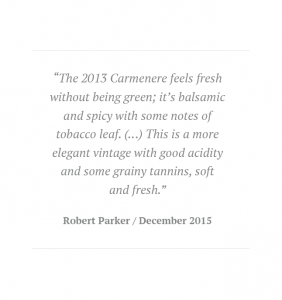 “The 2013 Carmenere feels fresh
without being green; it’s balsamic
and spicy with some notes of
tobacco leaf. (…) This is a more
elegant vintage with good acidity
and some grainy tannins, soft
and fresh.”
Robert Parker / December 2015